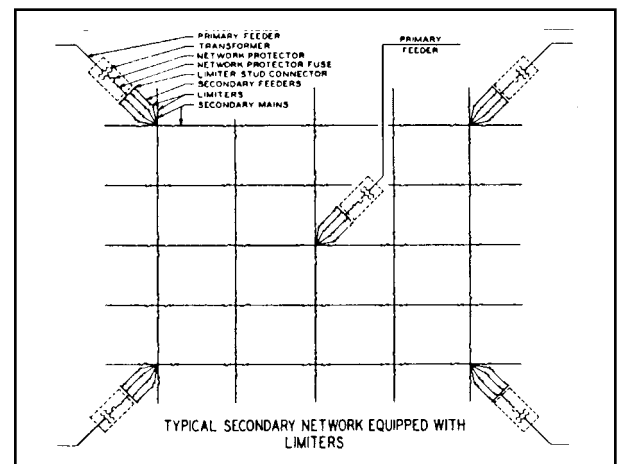 PRIMARY FEEDER
TRANSFORMER
NETWORK PROTECTOR
NETWORK PROTECTOR FUSE
LIMITER STUD CONNECTOR
SECONDARY FEEDERS
LIMITERS
SECONDARY MAINS
PRIMARY
FEEDER
TYPICAL SECONDARY NETWORK EQUIPPED WITH
LIMITERS